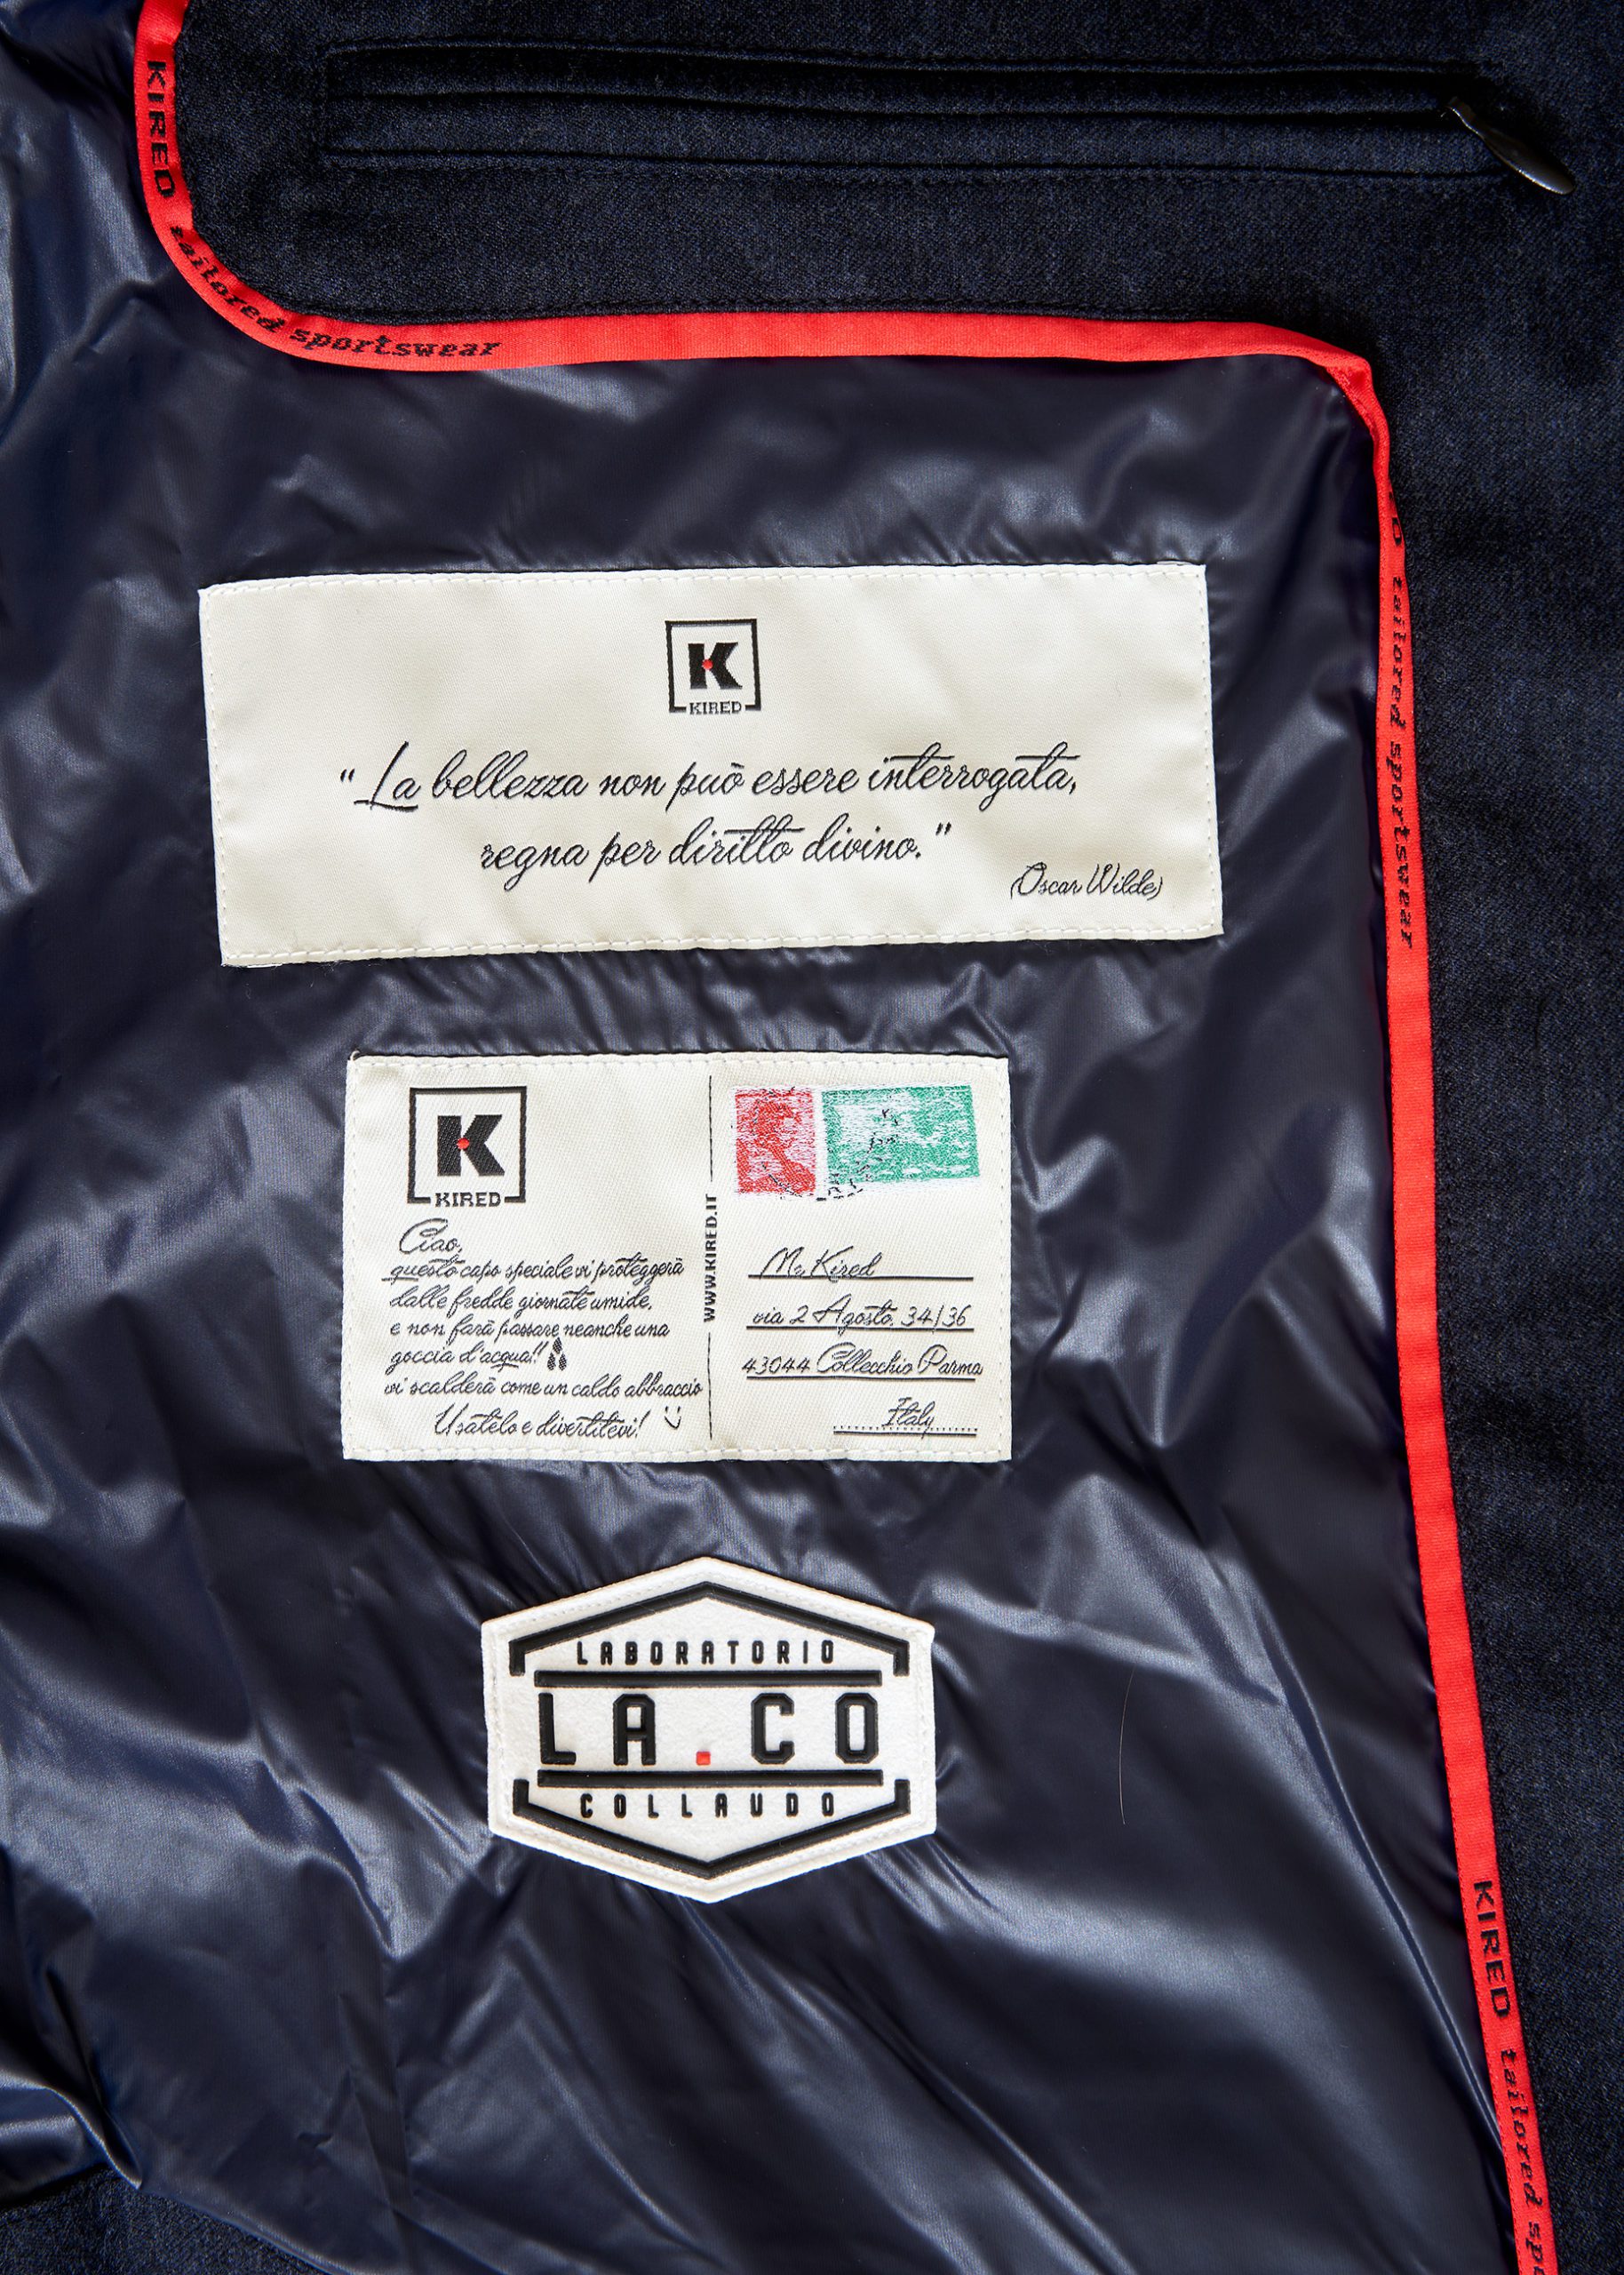 KIRED tailored sportswear
D tailored sportswear
K
KIRED
"La bellezza non può essere interrogata,
regna per diritto divino."
(Oscar Wilde)
K
KIRED
Ciao,
questo capo speciale vi proteggerà
dalle fredde giornate umide,
e non farà passare neanche una
goccia d'acqua!!
vi scalderà come un caldo abbraccio
Usatelo e divertitevi! :)
WWW.KIRED.IT
Mr Kired
via 2 Agosto, 34/36
43044 Collecchio Parma
Italy
LABORATORIO
LA.CO
COLLAUDO
KIRED tailored spo